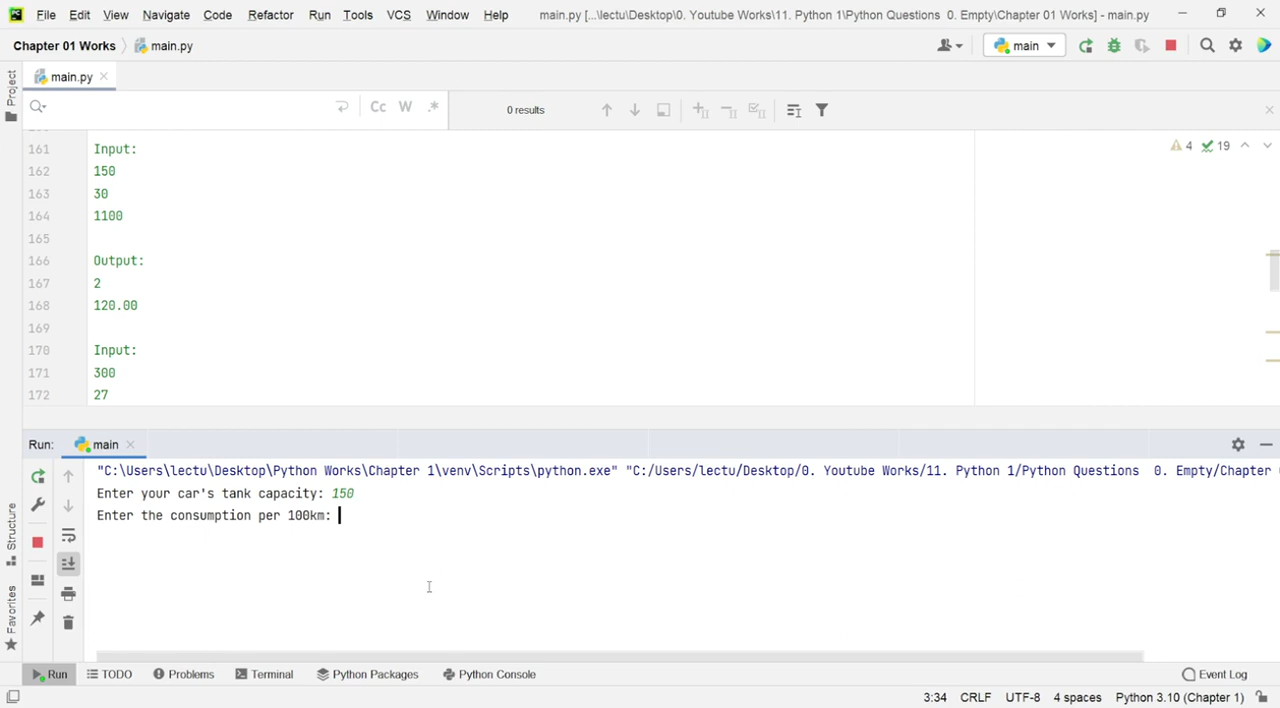 File Edit View Navigate Code Refactor Run Tools VCS Window Help main.py [...\lectu\Desktop\0. Youtube Works\11. Python 1\Python Questions 0. Empty\Chapter 01 Works] - main.py
Chapter 01 Works main.py main
Project
main.py
Cc W .* 0 results
161 Input:
4 19
162 150
163 30
164 1100
165
166 Output:
167 2
168 120.00
169
170 Input:
171 300
172 27
Run: main
"C:\Users\lectu\Desktop\Python Works\Chapter 1\venv\Scripts\python.exe" "C:/Users/lectu/Desktop/0. Youtube Works/11. Python 1/Python Questions 0. Empty/Chapter
Enter your car's tank capacity: 150
Enter the consumption per 100km:
Structure
Favorites
Run TODO Problems Terminal Python Packages Python Console Event Log
3:34 CRLF UTF-8 4 spaces Python 3.10 (Chapter 1)